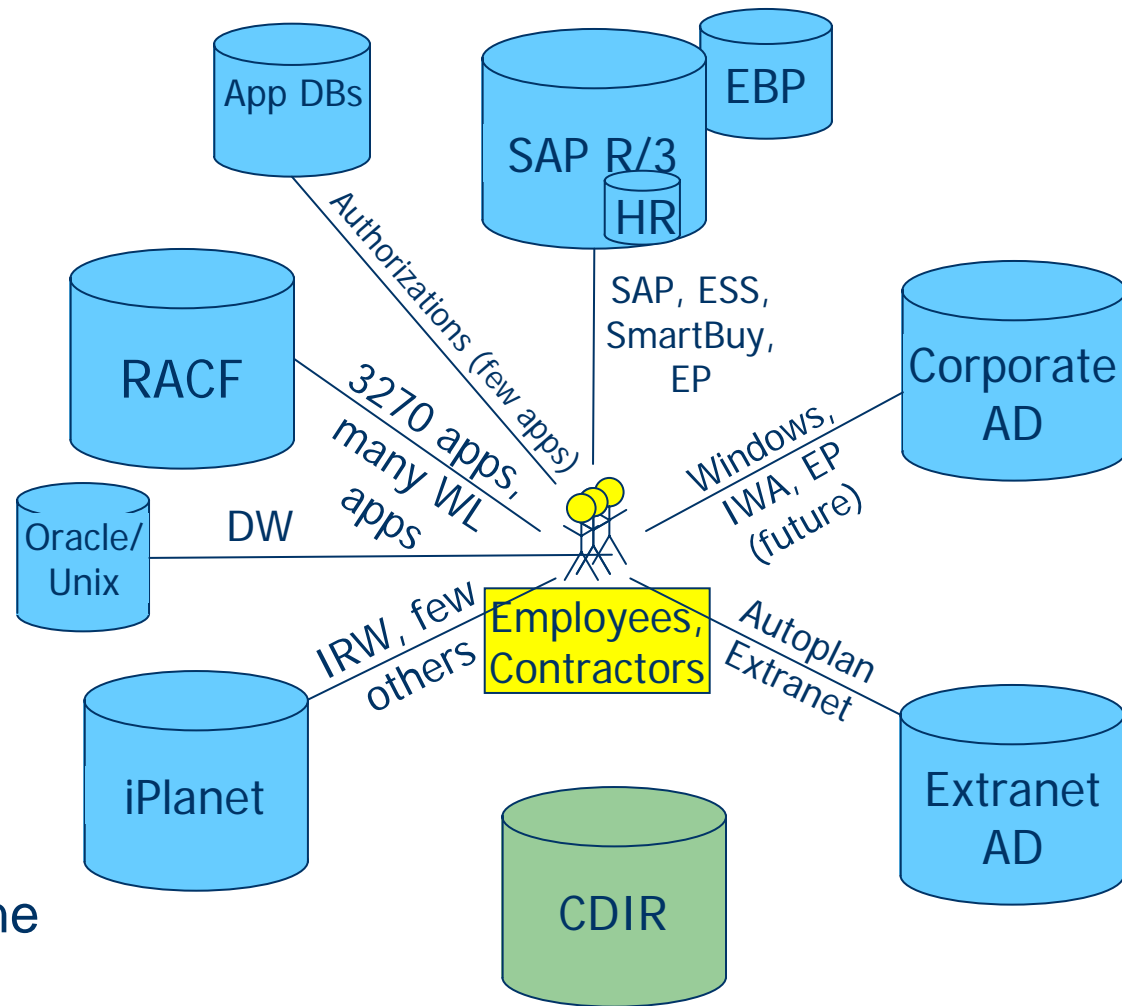 App DBs
EBP
SAP R/3
HR
Authorizations (few apps)
SAP, ESS,
SmartBuy,
EP
RACF
3270 apps,
many WL
apps
Corporate
AD
Windows,
IWA, EP
(future)
Oracle/
Unix
DW
Employees,
Contractors
IRW, few
others
Autoplan
Extranet
iPlanet
Extranet
AD
CDIR